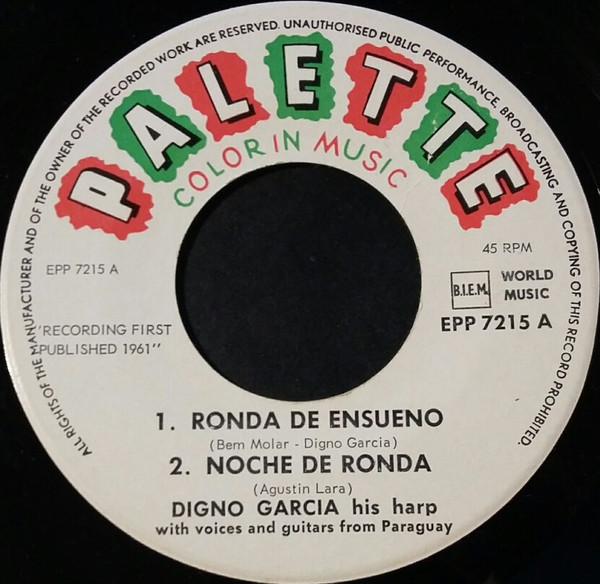 ALL RIGHTS OF THE MANUFACTURER AND OF THE OWNER OF THE RECORDED WORK ARE RESERVED. UNAUTHORISED PUBLIC PERFORMANCE, BROADCASTING AND COPYING OF THIS RECORD PROHIBITED.
PALETTE
COLOR IN MUSIC
EPP 7215 A
45 RPM
B.I.E.M.
WORLD
MUSIC
EPP 7215 A
"RECORDING FIRST
PUBLISHED 1961"
1. RONDA DE ENSUENO
(Bem Molar - Digno Garcia)
2. NOCHE DE RONDA
(Agustin Lara)
DIGNO GARCIA his harp
with voices and guitars from Paraguay